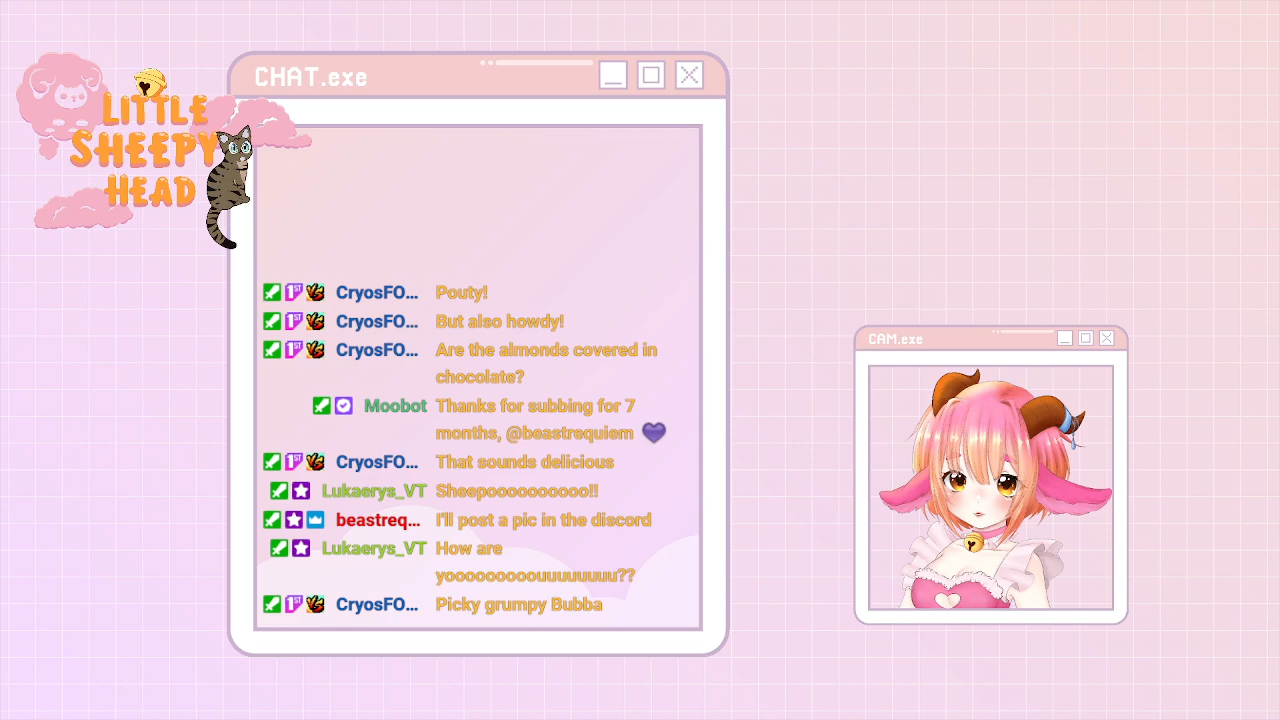 LITTLE
SHEEPY
HEAD
CHAT.exe
CryosFO... Pouty!
CryosFO... But also howdy!
CryosFO... Are the almonds covered in
chocolate?
Moobot Thanks for subbing for 7
months, @beastrequiem
CryosFO... That sounds delicious
Lukaerys_VT Sheepoooooooooo!!
beastreq... I'll post a pic in the discord
Lukaerys_VT How are
yooooooooouuuuuuuu??
CryosFO... Picky grumpy Bubba
CAM.exe